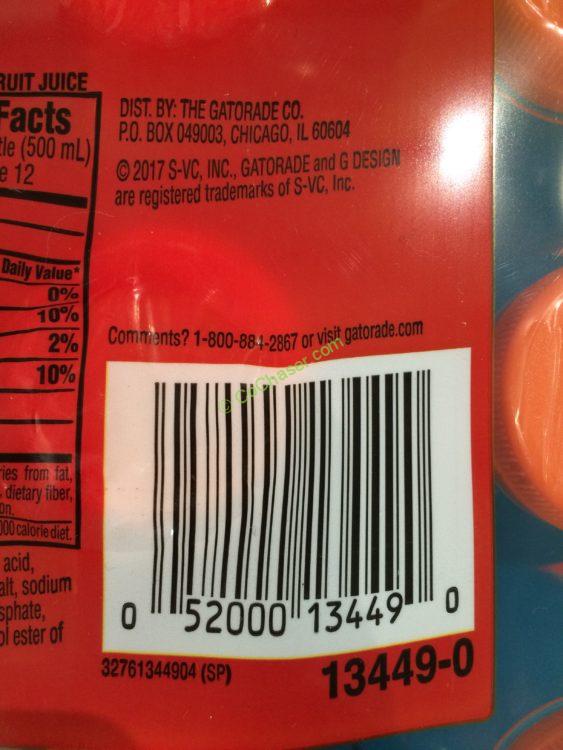 RUIT JUICE
Facts
tle (500 mL)
e 12
Daily Value*
0%
10%
2%
10%
ries from fat,
dietary fiber,
on.
000 calorie diet.
acid,
alt, sodium
sphate,
ol ester of
DIST. BY: THE GATORADE CO.
P.O. BOX 049003, CHICAGO, IL 60604
© 2017 S-VC, INC., GATORADE and G DESIGN
are registered trademarks of S-VC, Inc.
Comments? 1-800-884-2867 or visit gatorade.com
© CoChaser.com
0 52000 13449 0
32761344904 (SP)
13449-0